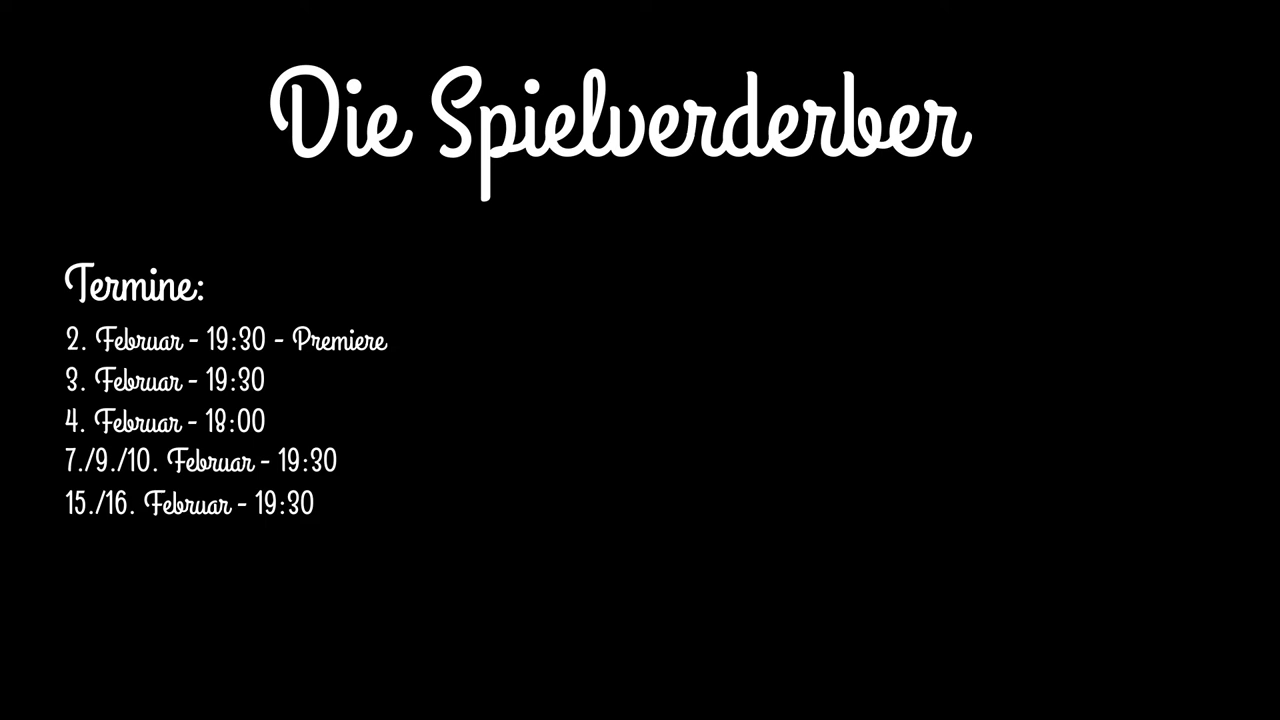 Die Spielverderber
Termine:
2. Februar - 19:30 - Premiere
3. Februar - 19:30
4. Februar - 18:00
7./9./10. Februar - 19:30
15./16. Februar - 19:30